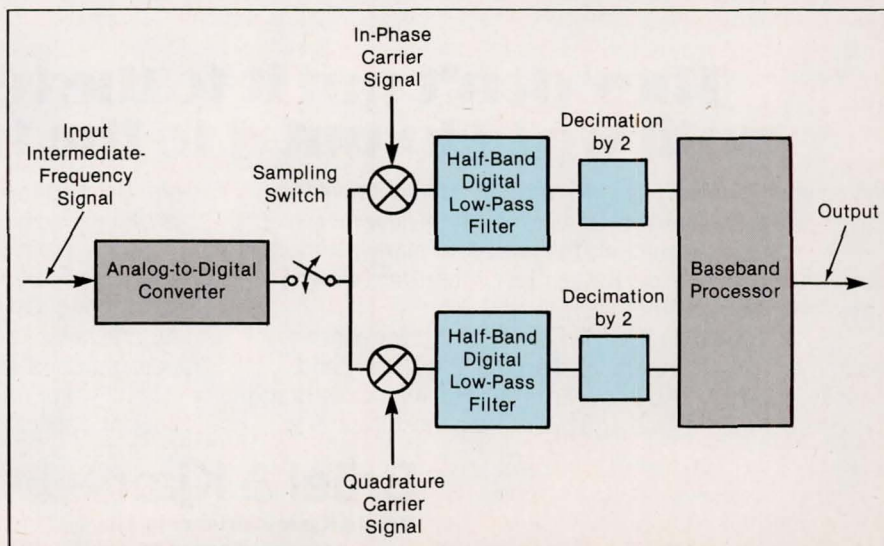 In-Phase
Carrier
Signal
Input
Intermediate-
Frequency
Signal
Sampling
Switch
Decimation
by 2
Half-Band
Digital
Low-Pass
Filter
Analog-to-Digital
Converter
Baseband
Processor
Output
Decimation
by 2
Half-Band
Digital
Low-Pass
Filter
Quadrature
Carrier
Signal